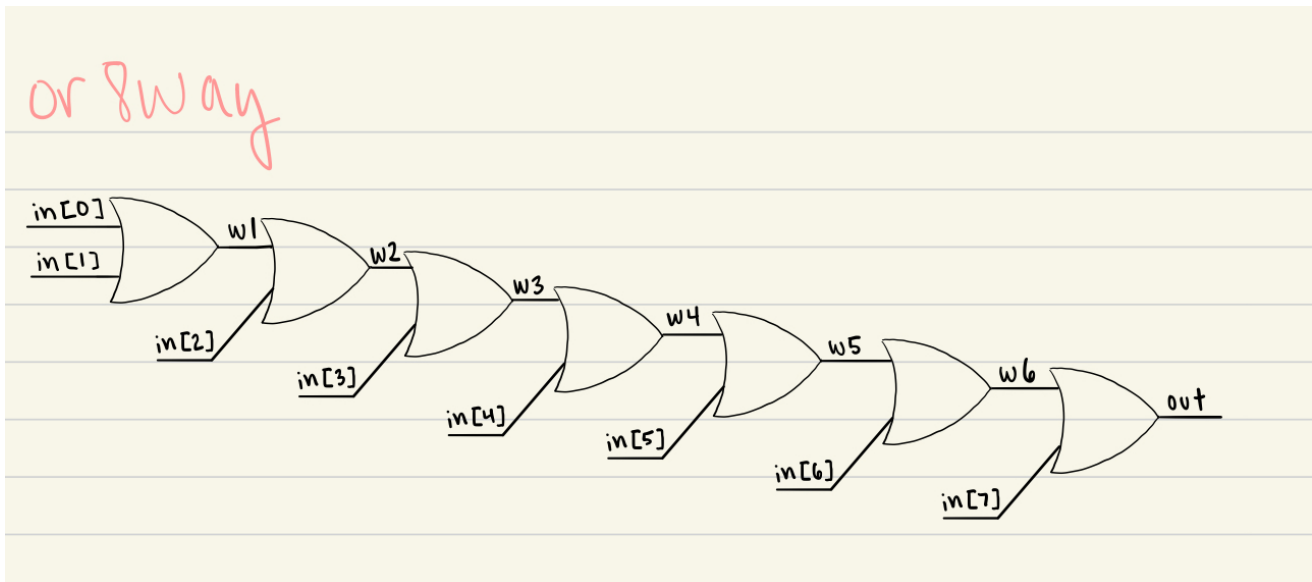 or 8way
in[0]
in[1]
w1
in[2]
w2
in[3]
w3
in[4]
w4
in[5]
w5
in[6]
w6
in[7]
out